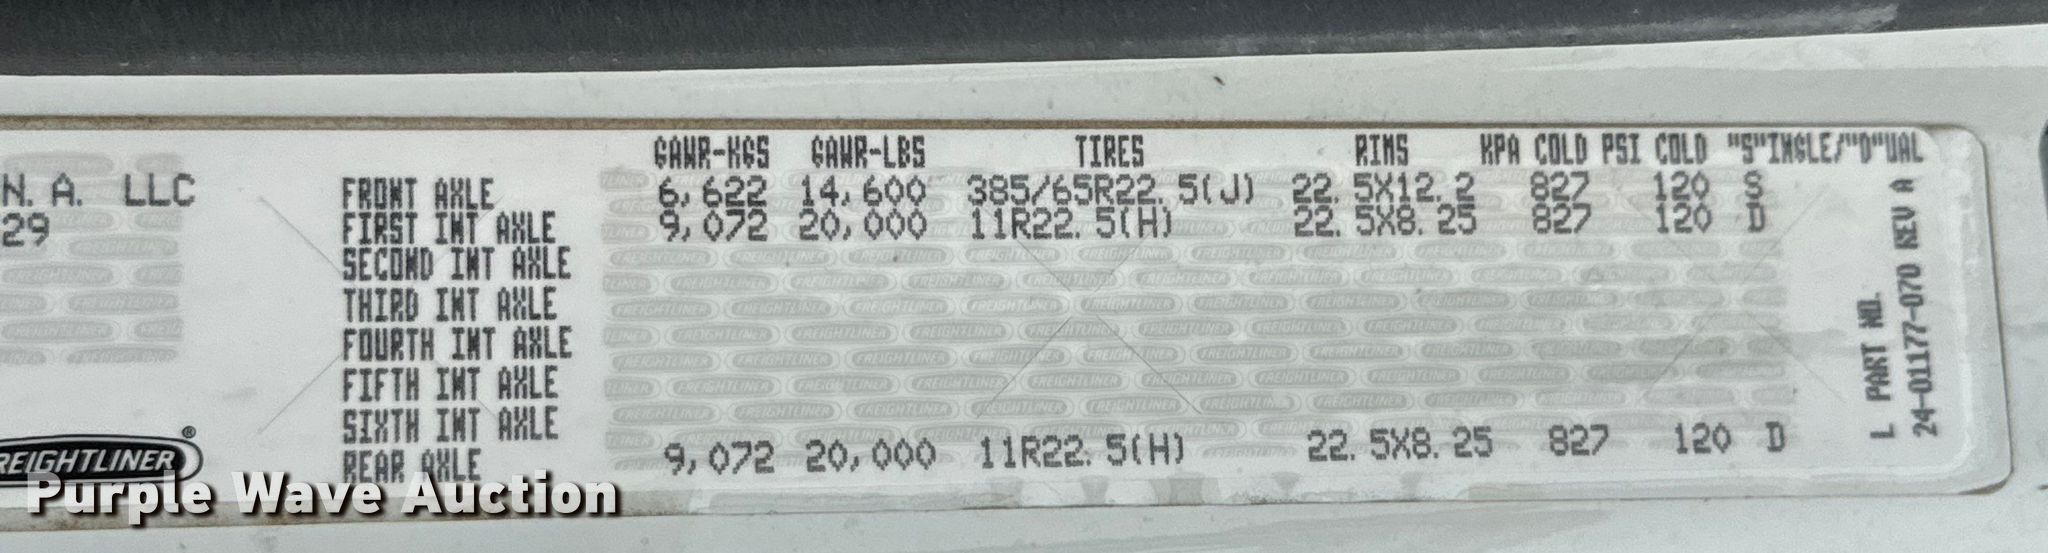 GAWR-KGS GAWR-LBS TIRES RIMS KPA COLD PSI COLD "S"INGLE/"D"UAL
N. A. LLC
29
FRONT AXLE 6,622 14,600 385/65R22.5(J) 22.5X12.2 827 120 S
FIRST INT AXLE 9,072 20,000 11R22.5(H) 22.5X8.25 827 120 D
SECOND INT AXLE
THIRD INT AXLE
FOURTH INT AXLE
FIFTH INT AXLE
SIXTH INT AXLE
REAR AXLE 9,072 20,000 11R22.5(H) 22.5X8.25 827 120 D
L PART NO.
24-01177-070 REV A
REIGHTLINER®
Purple Wave Auction